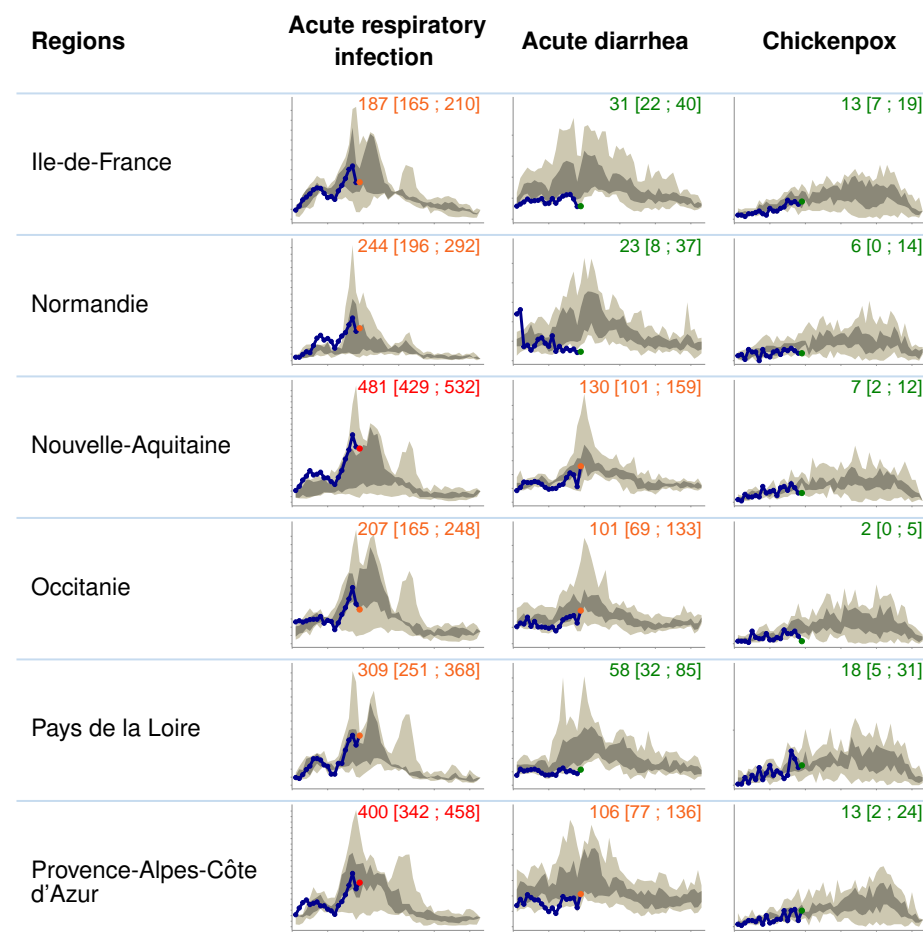 Regions
Acute respiratory
infection
Acute diarrhea
Chickenpox
Ile-de-France
187 [165 ; 210]
31 [22 ; 40]
13 [7 ; 19]
Normandie
244 [196 ; 292]
23 [8 ; 37]
6 [0 ; 14]
Nouvelle-Aquitaine
481 [429 ; 532]
130 [101 ; 159]
7 [2 ; 12]
Occitanie
207 [165 ; 248]
101 [69 ; 133]
2 [0 ; 5]
Pays de la Loire
309 [251 ; 368]
58 [32 ; 85]
18 [5 ; 31]
Provence-Alpes-Côte
d'Azur
400 [342 ; 458]
106 [77 ; 136]
13 [2 ; 24]